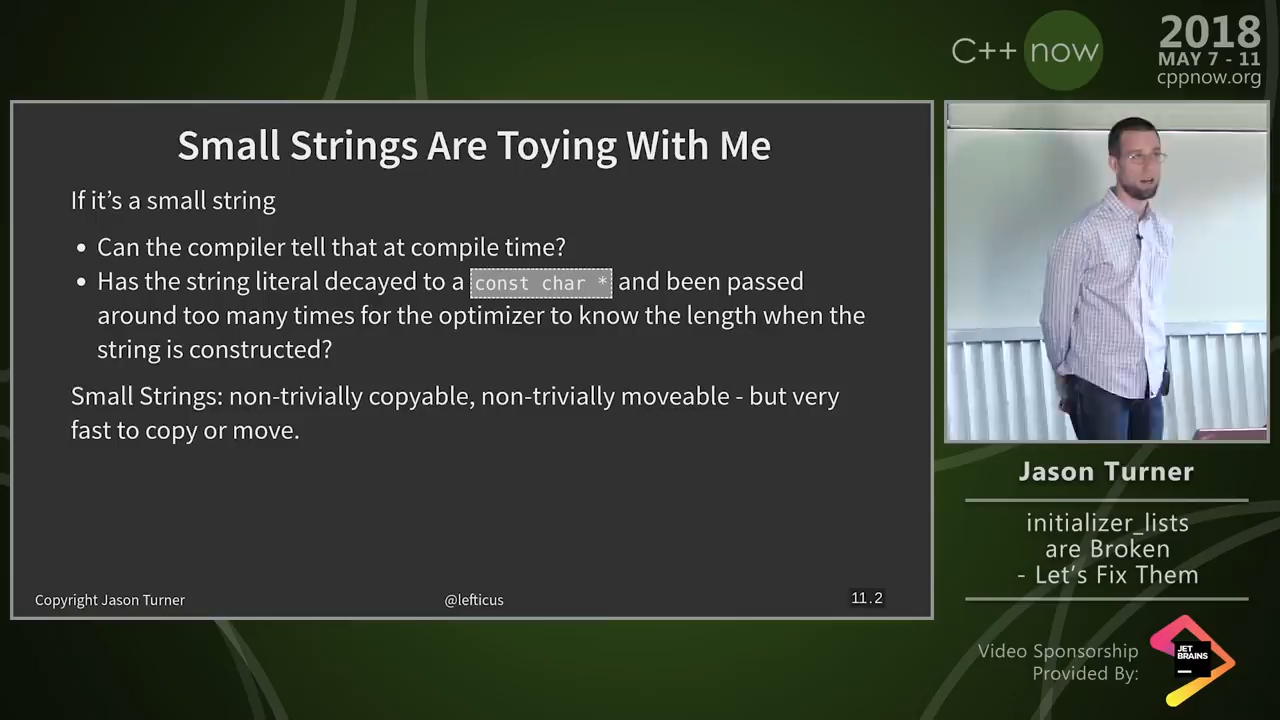 C++ now
2018
MAY 7 - 11
cppnow.org
Small Strings Are Toying With Me
If it’s a small string
• Can the compiler tell that at compile time?
• Has the string literal decayed to a const char * and been passed
around too many times for the optimizer to know the length when the
string is constructed?
Small Strings: non-trivially copyable, non-trivially moveable - but very
fast to copy or move.
Copyright Jason Turner
@lefticus
11.2
Jason Turner
initializer_lists
are Broken
- Let’s Fix Them
Video Sponsorship
Provided By:
JET
BRAINS